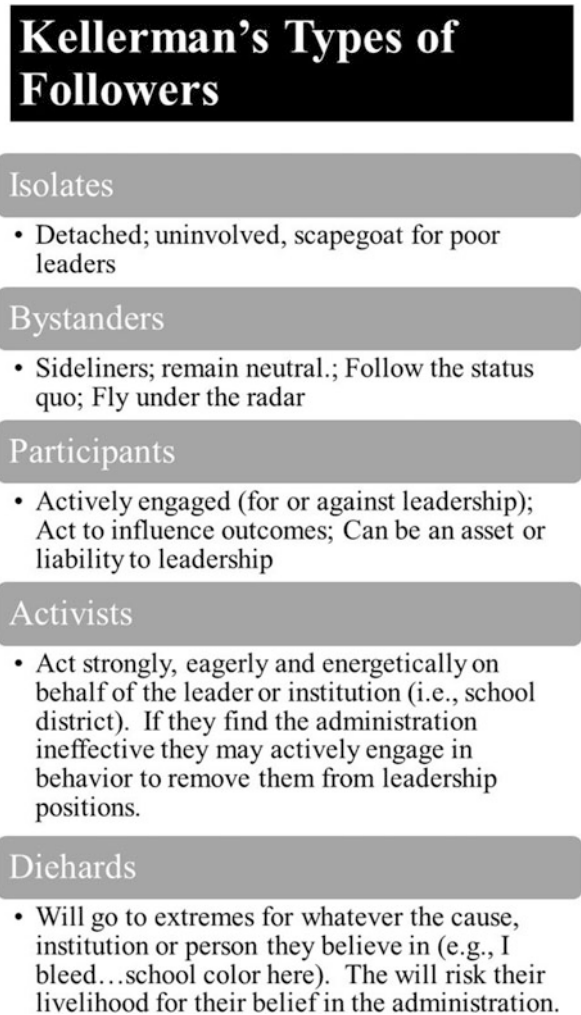 Kellerman's Types of
Followers
Isolates
• Detached; uninvolved, scapegoat for poor
leaders
Bystanders
• Sideliners; remain neutral.; Follow the status
quo; Fly under the radar
Participants
• Actively engaged (for or against leadership);
Act to influence outcomes; Can be an asset or
liability to leadership
Activists
• Act strongly, eagerly and energetically on
behalf of the leader or institution (i.e., school
district). If they find the administration
ineffective they may actively engage in
behavior to remove them from leadership
positions.
Diehards
• Will go to extremes for whatever the cause,
institution or person they believe in (e.g., I
bleed…school color here). The will risk their
livelihood for their belief in the administration.